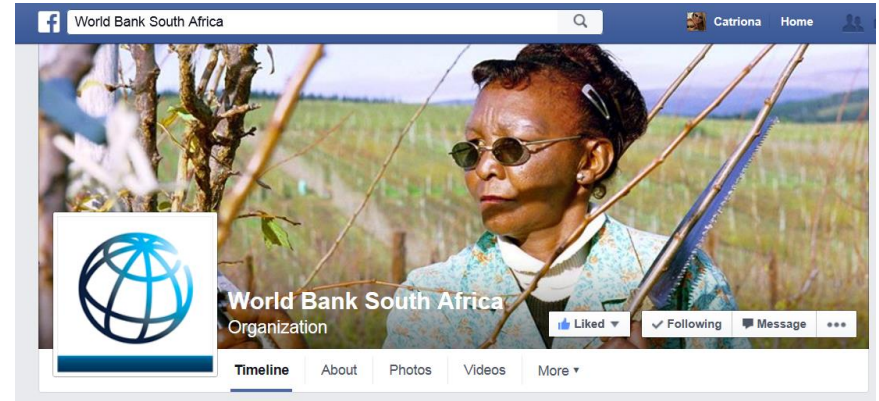 World Bank South Africa
Catriona
Home
World Bank South Africa
Organization
Liked
Following
Message
Timeline
About
Photos
Videos
More